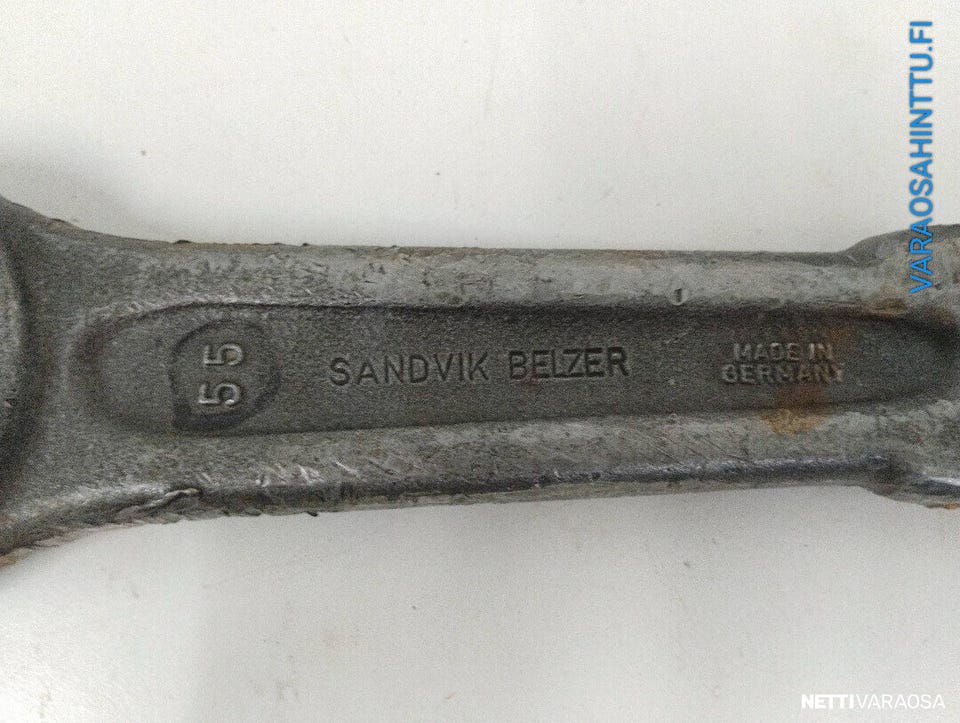 55
SANDVIK BELZER
MADE IN
GERMANY
VARAOSAHINTTU.FI
NETTIVARAOSA